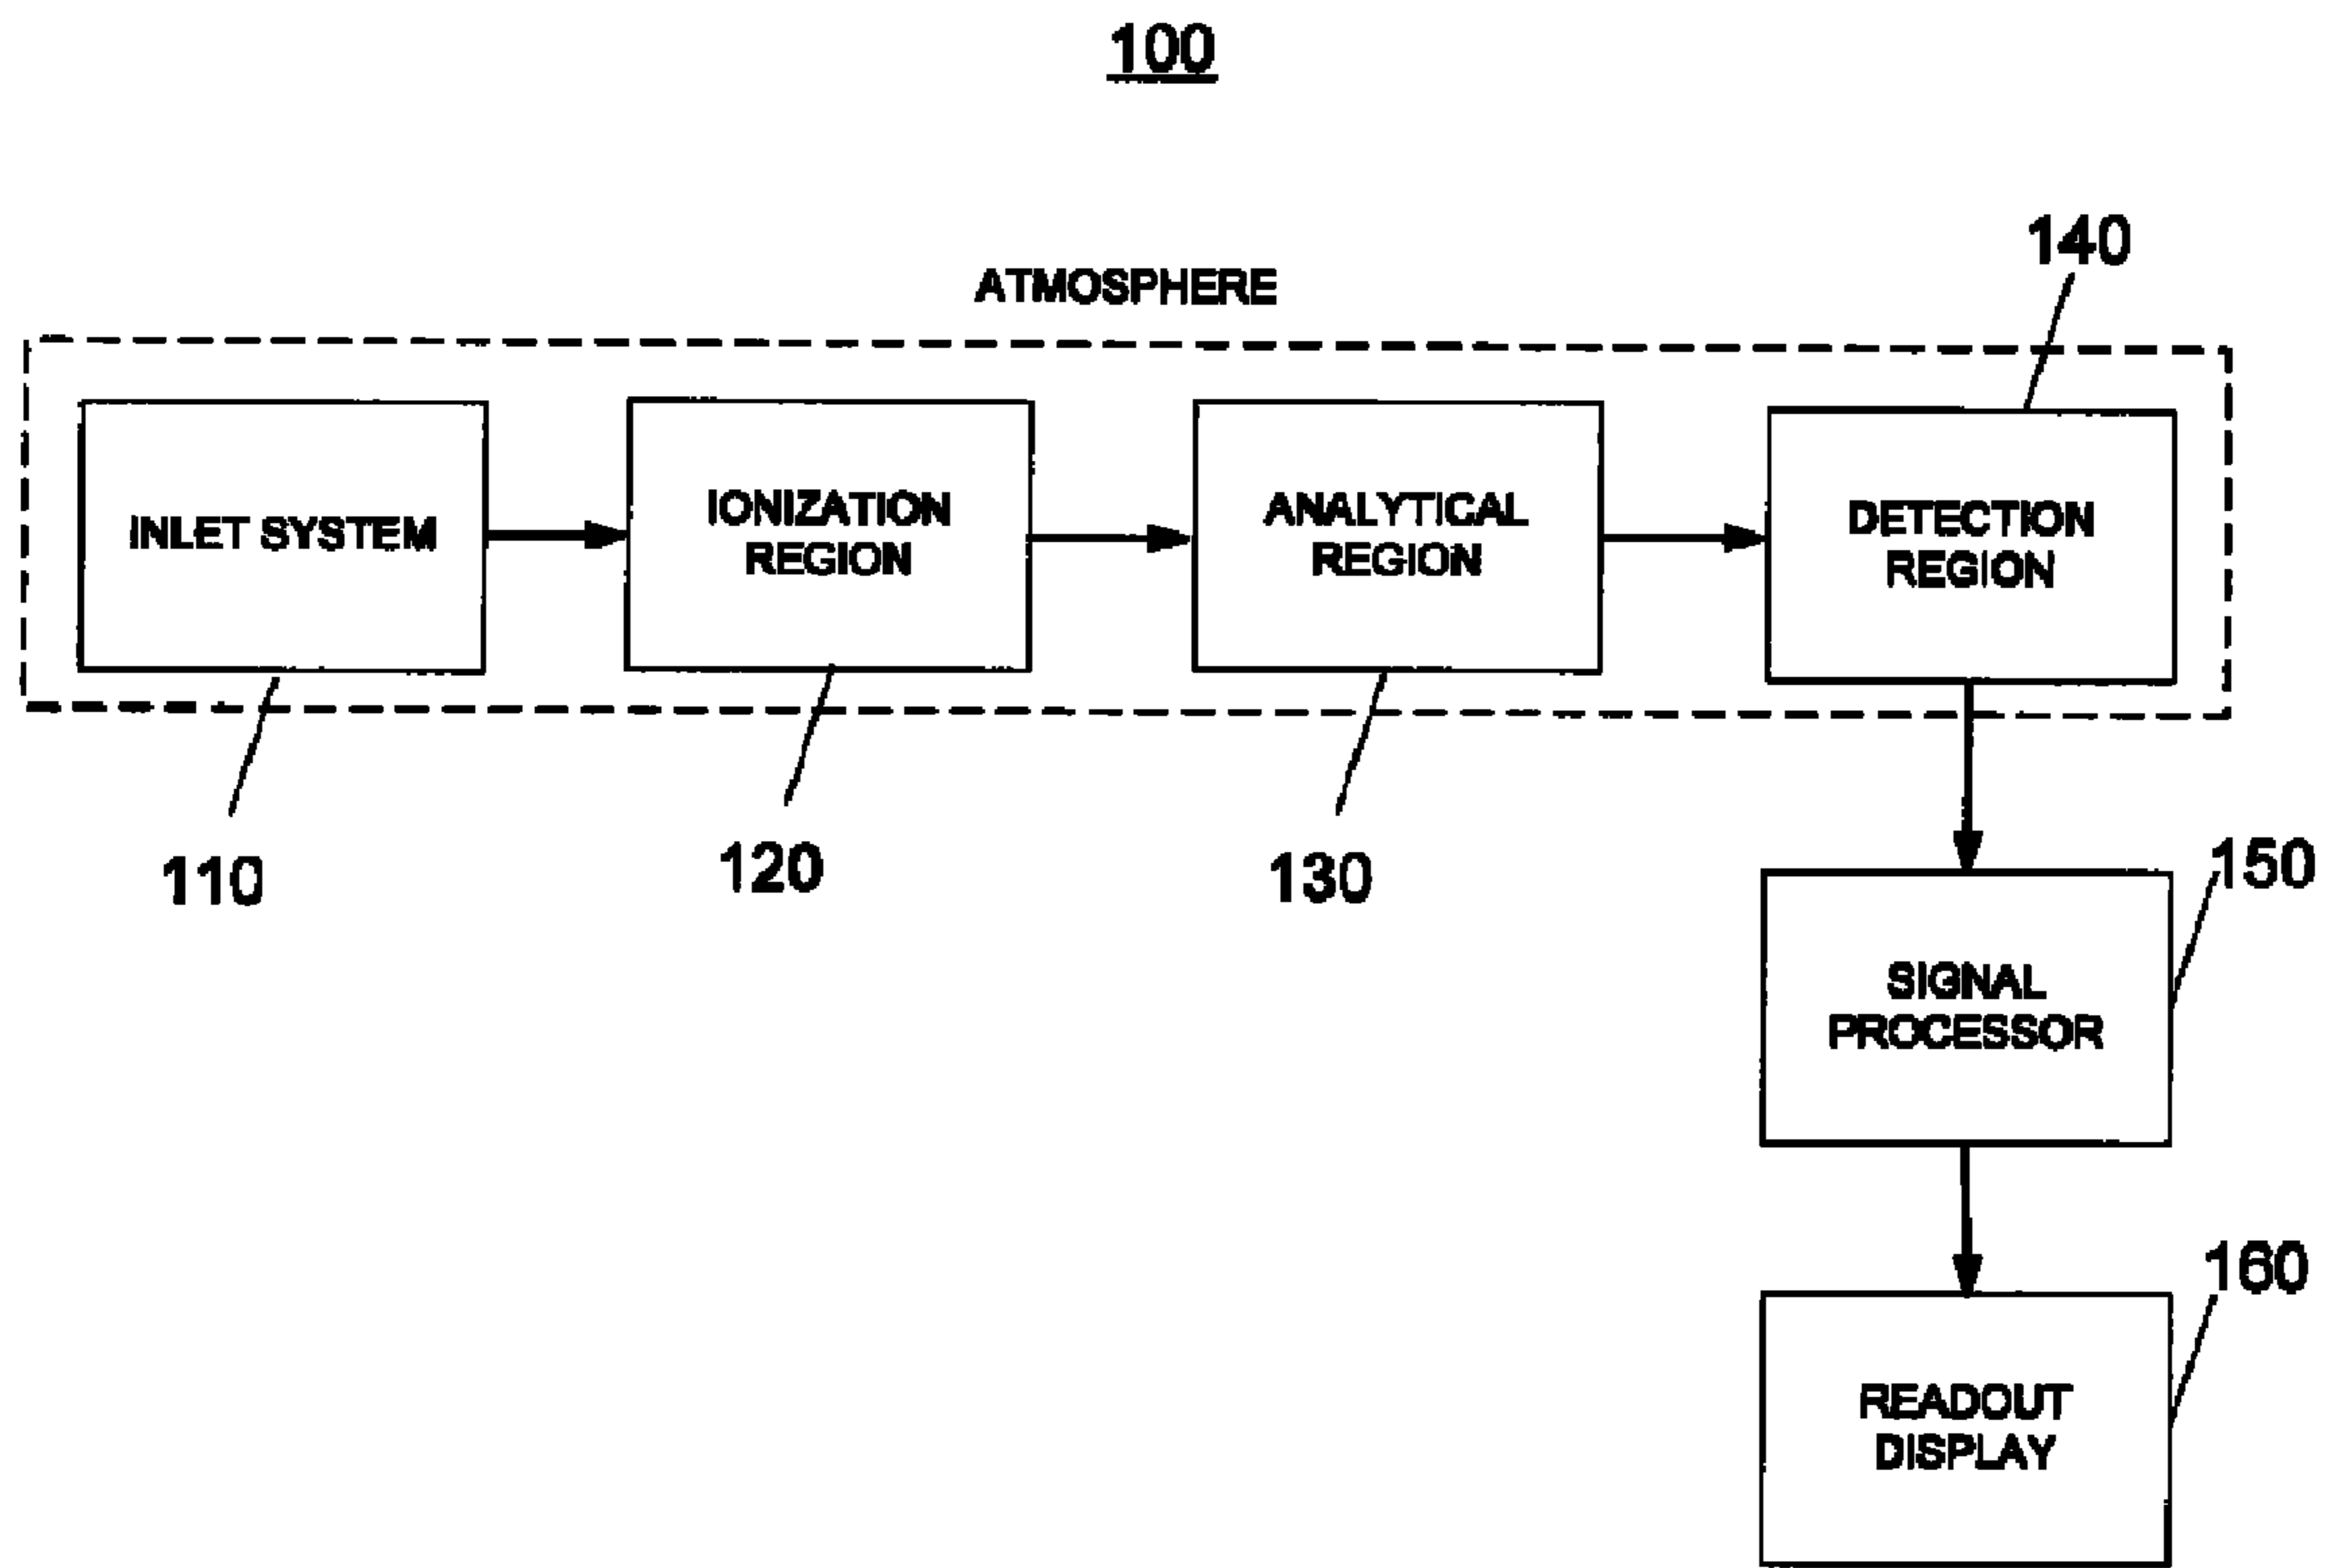 100
140
ATMOSPHERE
INLET SYSTEM
IONIZATION
REGION
ANALYTICAL
REGION
DETECTION
REGION
110
120
130
150
SIGNAL
PROCESSOR
160
READOUT
DISPLAY